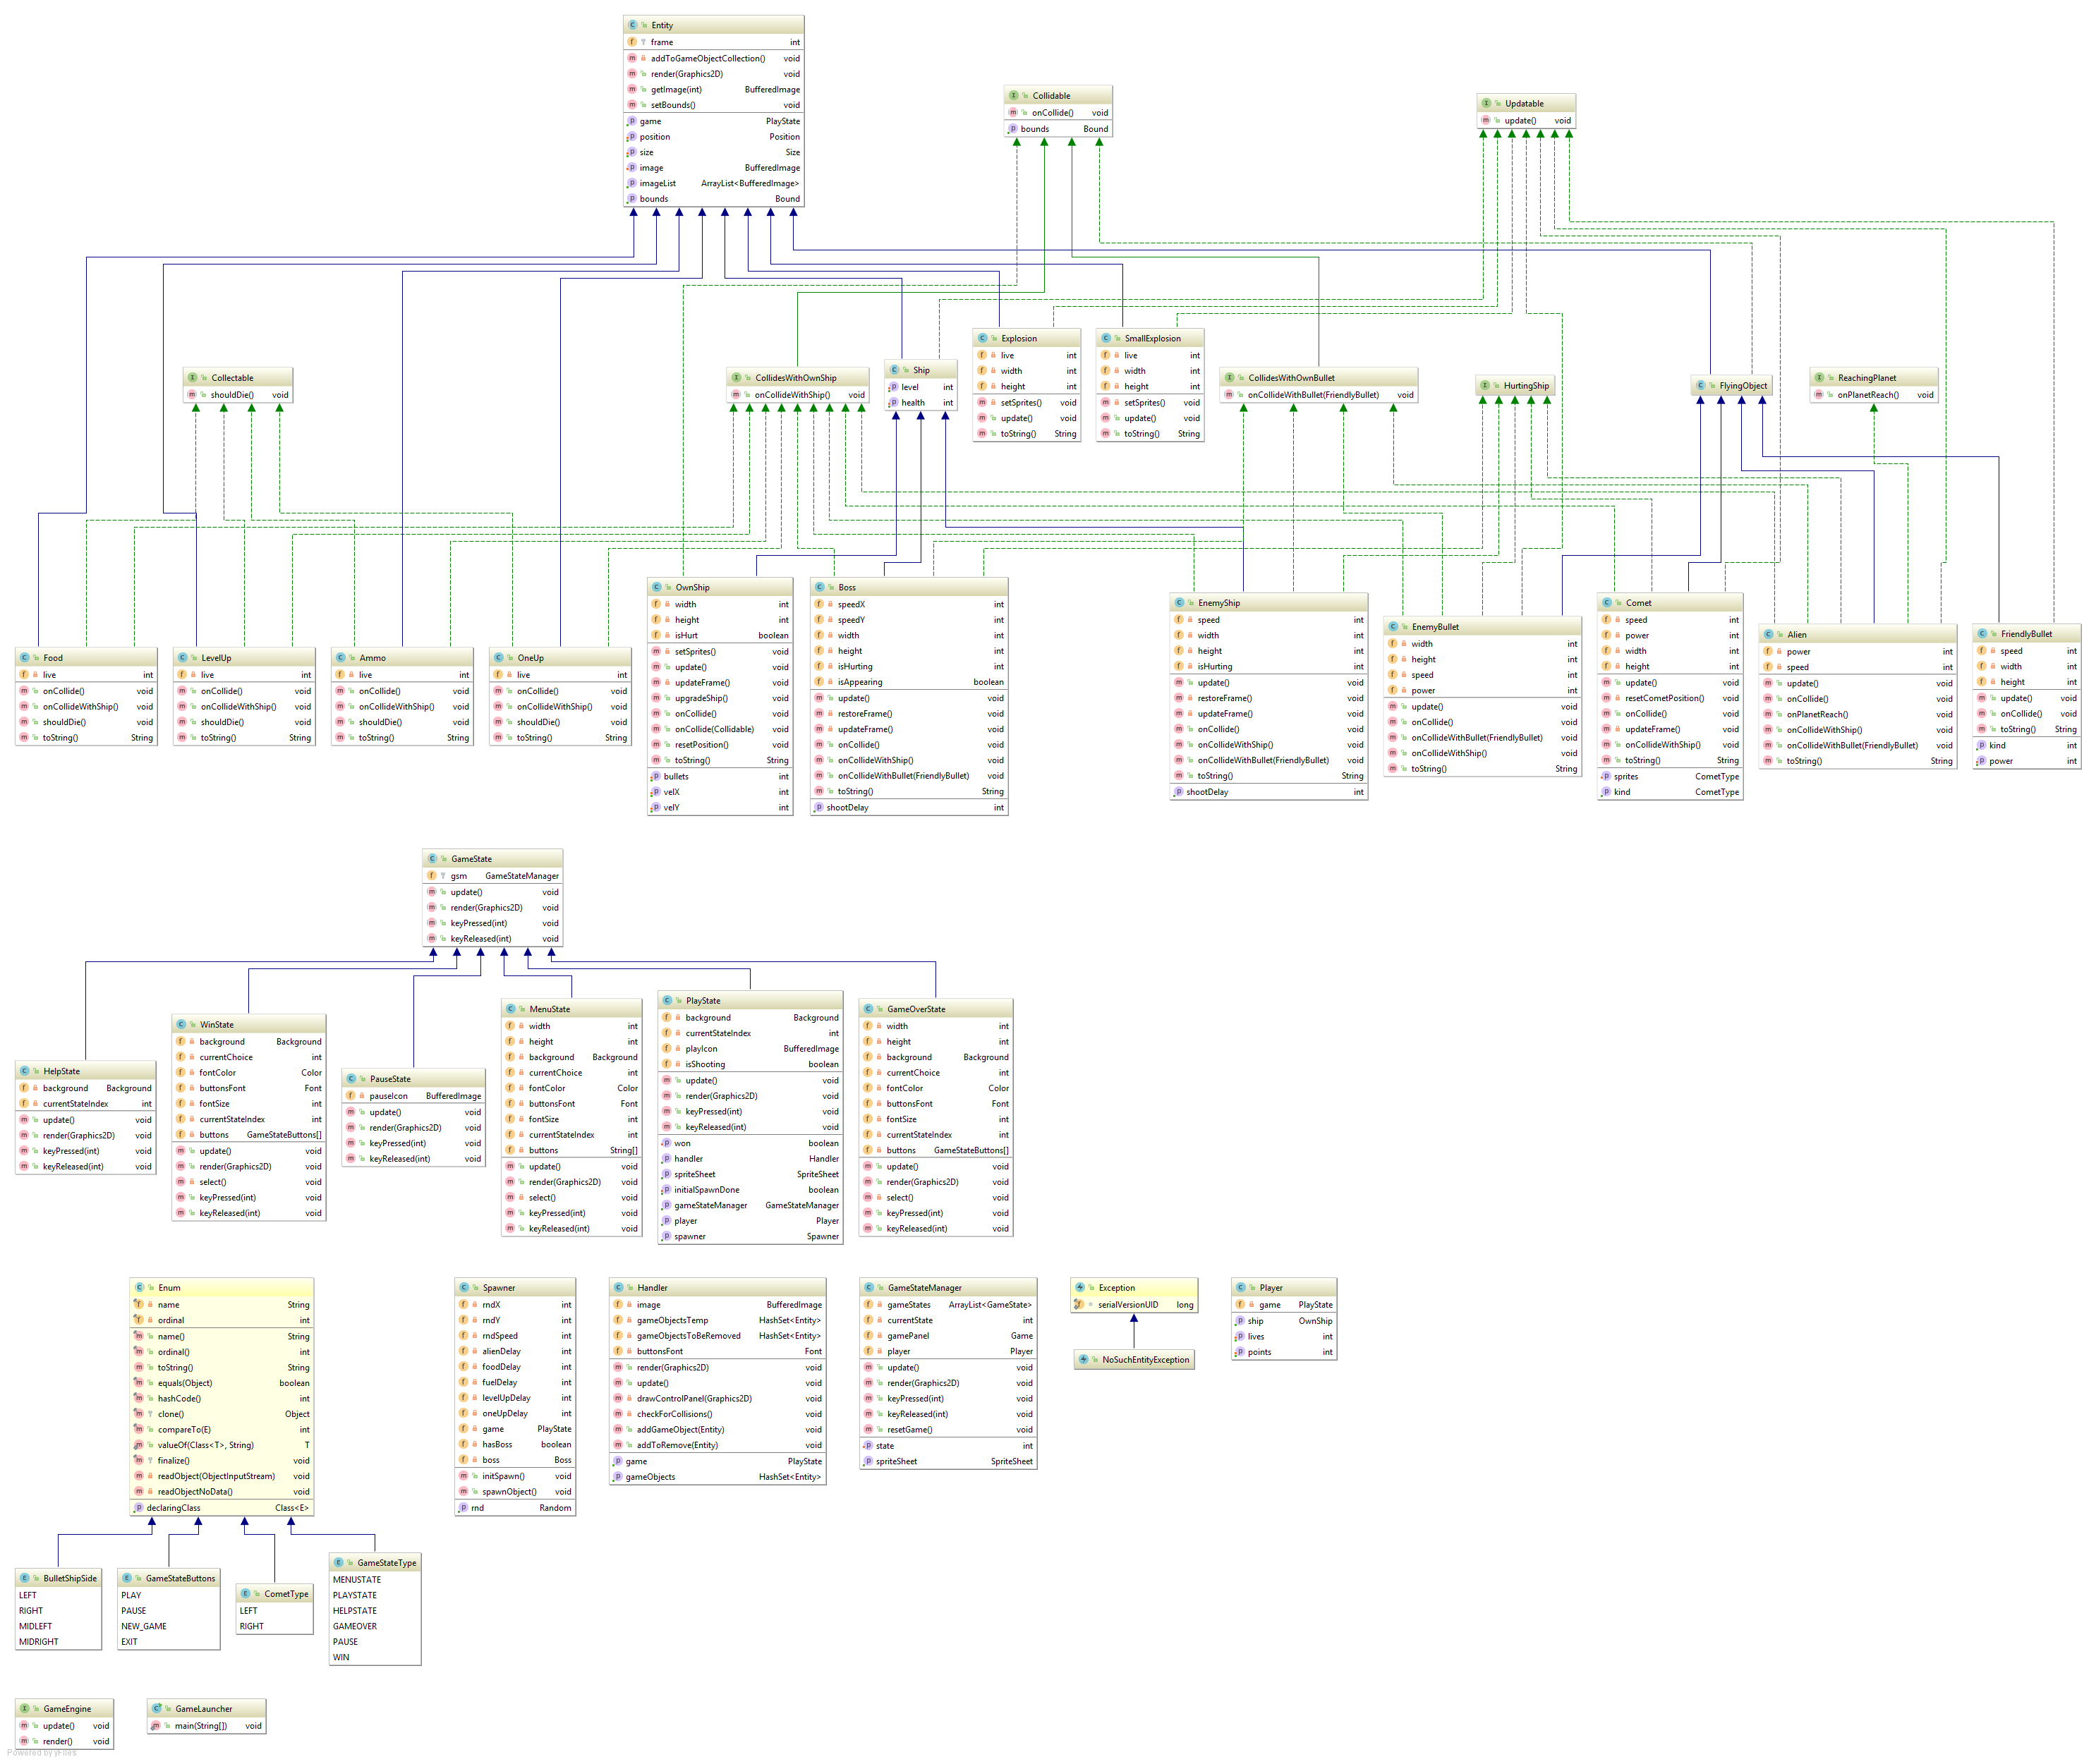 Entity
frame int
addToGameObjectCollection() void
render(Graphics2D) void
getImage(int) BufferedImage
setBounds() void
game PlayState
position Position
size Size
image BufferedImage
imageList ArrayList<BufferedImage>
bounds Bound
Collidable
onCollide() void
bounds Bound
Updatable
update() void
Collectable
shouldDie() void
CollidesWithOwnShip
onCollideWithShip() void
Ship
level int
health int
Explosion
live int
width int
height int
setSprites() void
update() void
toString() String
SmallExplosion
live int
width int
height int
setSprites() void
update() void
toString() String
CollidesWithOwnBullet
onCollideWithBullet(FriendlyBullet) void
HurtingShip
FlyingObject
ReachingPlanet
onPlanetReach() void
Food
live int
onCollide() void
onCollideWithShip() void
shouldDie() void
toString() String
LevelUp
live int
onCollide() void
onCollideWithShip() void
shouldDie() void
toString() String
Ammo
live int
onCollide() void
onCollideWithShip() void
shouldDie() void
toString() String
OneUp
live int
onCollide() void
onCollideWithShip() void
shouldDie() void
toString() String
OwnShip
width int
height int
isHurt boolean
setSprites() void
update() void
updateFrame() void
upgradeShip() void
onCollide() void
onCollide(Collidable) void
resetPosition() void
toString() String
bullets int
velX int
velY int
Boss
speedX int
speedY int
width int
height int
isHurting int
isAppearing boolean
update() void
restoreFrame() void
updateFrame() void
onCollide() void
onCollideWithShip() void
onCollideWithBullet(FriendlyBullet) void
toString() String
shootDelay int
EnemyShip
speed int
width int
height int
isHurting int
update() void
restoreFrame() void
updateFrame() void
onCollide() void
onCollideWithShip() void
onCollideWithBullet(FriendlyBullet) void
toString() String
shootDelay int
EnemyBullet
width int
height int
speed int
power int
update() void
onCollide() void
onCollideWithBullet(FriendlyBullet) void
onCollideWithShip() void
toString() String
Comet
speed int
power int
width int
height int
update() void
resetCometPosition() void
onCollide() void
updateFrame() void
onCollideWithShip() void
toString() String
sprites CometType
kind CometType
Alien
power int
speed int
update() void
onCollide() void
onPlanetReach() void
onCollideWithShip() void
onCollideWithBullet(FriendlyBullet) void
toString() String
FriendlyBullet
speed int
width int
height int
update() void
onCollide() void
toString() String
kind int
power int
GameState
gsm GameStateManager
update() void
render(Graphics2D) void
keyPressed(int) void
keyReleased(int) void
HelpState
background Background
currentStateIndex int
update() void
render(Graphics2D) void
keyPressed(int) void
keyReleased(int) void
WinState
background Background
currentChoice int
fontColor Color
buttonsFont Font
fontSize int
currentStateIndex int
buttons GameStateButtons[]
update() void
render(Graphics2D) void
select() void
keyPressed(int) void
keyReleased(int) void
PauseState
pauseIcon BufferedImage
update() void
render(Graphics2D) void
keyPressed(int) void
keyReleased(int) void
MenuState
width int
height int
background Background
currentChoice int
fontColor Color
buttonsFont Font
fontSize int
currentStateIndex int
buttons String[]
update() void
render(Graphics2D) void
select() void
keyPressed(int) void
keyReleased(int) void
PlayState
background Background
currentStateIndex int
playIcon BufferedImage
isShooting boolean
update() void
render(Graphics2D) void
keyPressed(int) void
keyReleased(int) void
won boolean
handler Handler
spriteSheet SpriteSheet
initialSpawnDone boolean
gameStateManager GameStateManager
player Player
spawner Spawner
GameOverState
width int
height int
background Background
currentChoice int
fontColor Color
buttonsFont Font
fontSize int
currentStateIndex int
buttons GameStateButtons[]
update() void
render(Graphics2D) void
select() void
keyPressed(int) void
keyReleased(int) void
Enum
name String
ordinal int
name() String
ordinal() int
toString() String
equals(Object) boolean
hashCode() int
clone() Object
compareTo(E) int
valueOf(Class<T>, String) T
finalize() void
readObject(ObjectInputStream) void
readObjectNoData() void
declaringClass Class<E>
Spawner
rndX int
rndY int
rndSpeed int
alienDelay int
foodDelay int
fuelDelay int
levelUpDelay int
oneUpDelay int
game PlayState
hasBoss boolean
boss Boss
initSpawn() void
spawnObject() void
rnd Random
Handler
image BufferedImage
gameObjectsTemp HashSet<Entity>
gameObjectsToBeRemoved HashSet<Entity>
buttonsFont Font
render(Graphics2D) void
update() void
drawControlPanel(Graphics2D) void
checkForCollisions() void
addGameObject(Entity) void
addToRemove(Entity) void
game PlayState
gameObjects HashSet<Entity>
GameStateManager
gameStates ArrayList<GameState>
currentState int
gamePanel Game
player Player
update() void
render(Graphics2D) void
keyPressed(int) void
keyReleased(int) void
resetGame() void
state int
spriteSheet SpriteSheet
Exception
serialVersionUID long
NoSuchEntityException
Player
game PlayState
ship OwnShip
lives int
points int
BulletShipSide
LEFT
RIGHT
MIDLEFT
MIDRIGHT
GameStateButtons
PLAY
PAUSE
NEW_GAME
EXIT
CometType
LEFT
RIGHT
GameStateType
MENUSTATE
PLAYSTATE
HELPSTATE
GAMEOVER
PAUSE
WIN
GameEngine
update() void
render() void
GameLauncher
main(String[]) void
Powered by yFiles